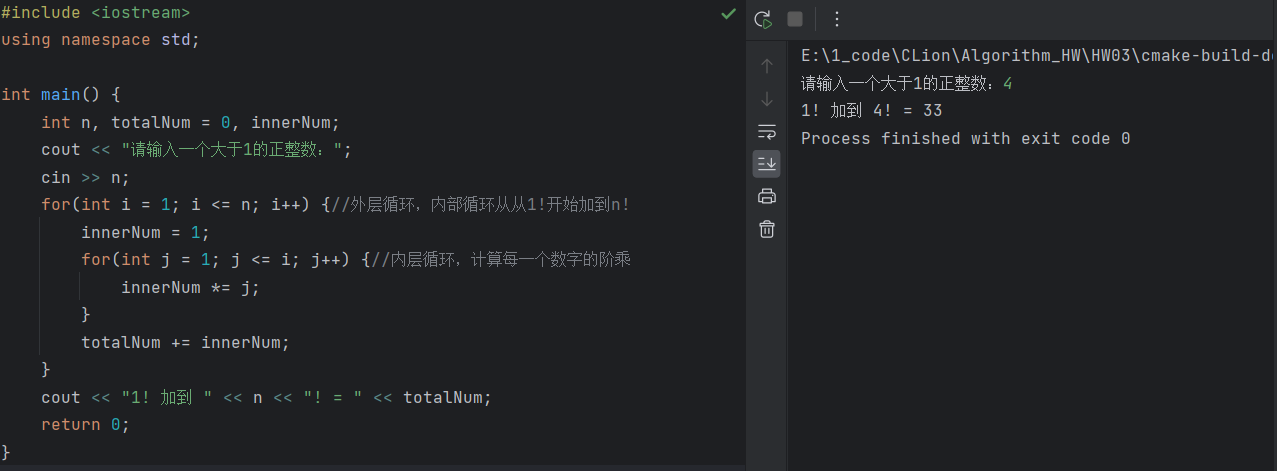 #include <iostream>
using namespace std;
int main() {
    int n, totalNum = 0, innerNum;
    cout << "请输入一个大于1的正整数：";
    cin >> n;
    for(int i = 1; i <= n; i++) {//外层循环，内部循环从从1!开始加到n!
        innerNum = 1;
        for(int j = 1; j <= i; j++) {//内层循环，计算每一个数字的阶乘
            innerNum *= j;
        }
        totalNum += innerNum;
    }
    cout << "1! 加到 " << n << "! = " << totalNum;
    return 0;
}
E:\1_code\CLion\Algorithm_HW\HW03\cmake-build-de
请输入一个大于1的正整数：4
1! 加到 4! = 33
Process finished with exit code 0